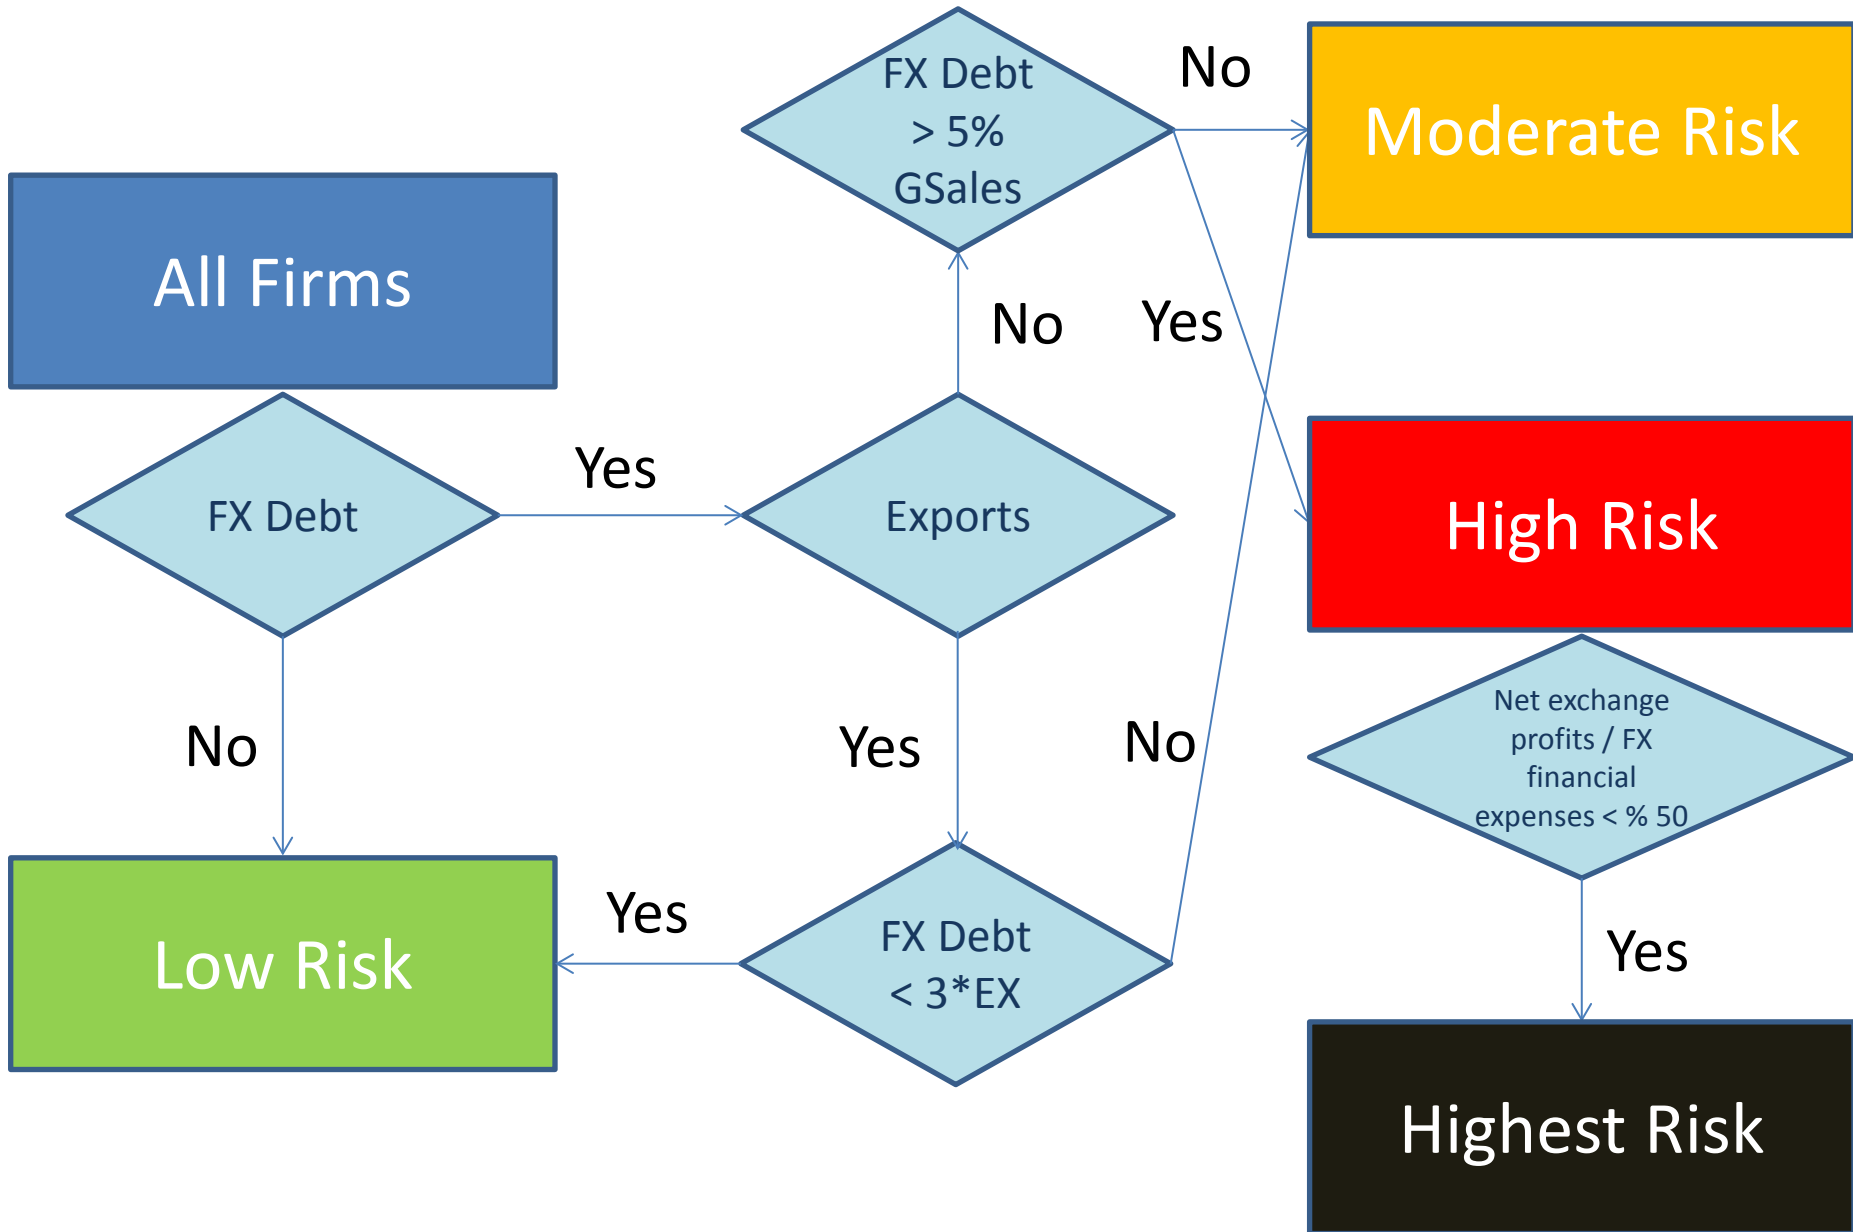 All Firms
FX Debt
Yes
No
Low Risk
Exports
No
FX Debt
> 5%
GSales
No
Yes
Moderate Risk
High Risk
Yes
FX Debt
< 3*EX
Yes
No
Net exchange
profits / FX
financial
expenses < % 50
Yes
Highest Risk